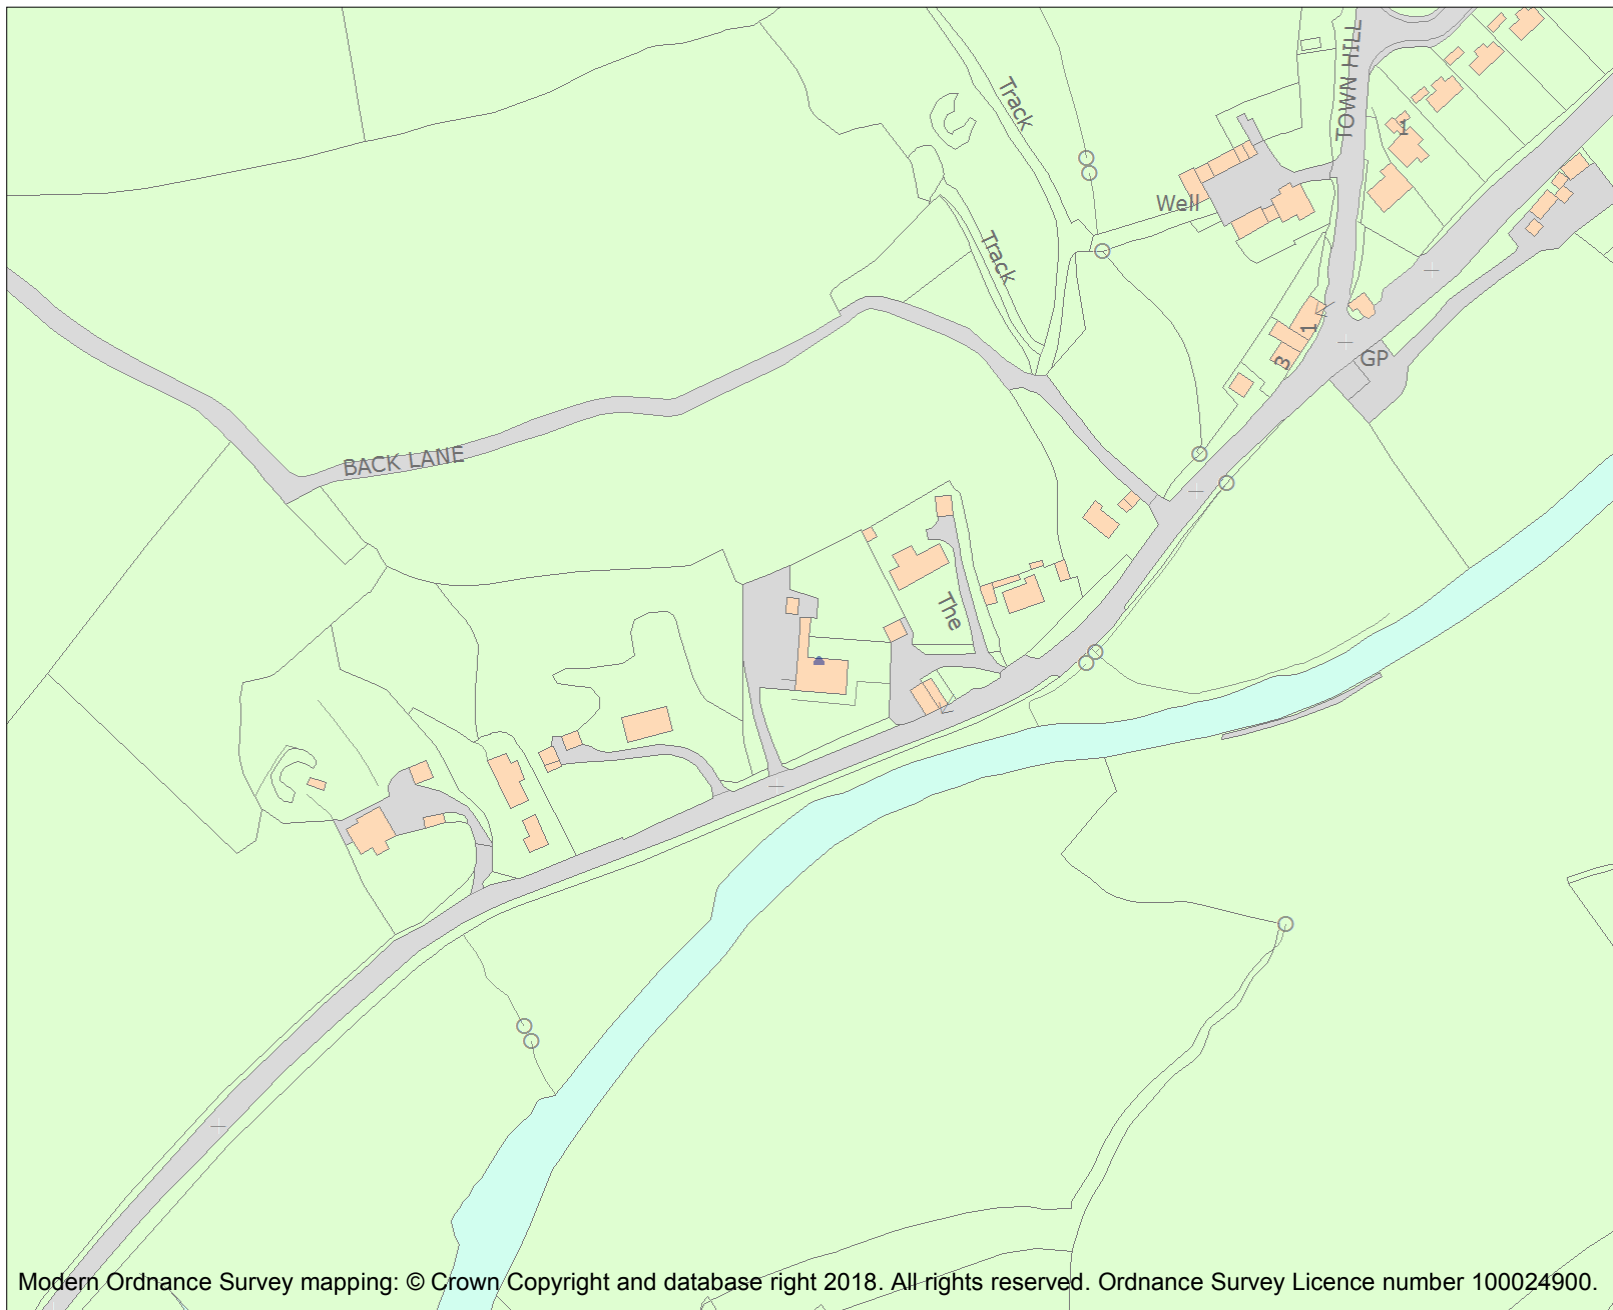 TOWN HILL
Track
1
Well
Track
1
3
GP
BACK LANE
The
Modern Ordnance Survey mapping: © Crown Copyright and database right 2018. All rights reserved. Ordnance Survey Licence number 100024900.